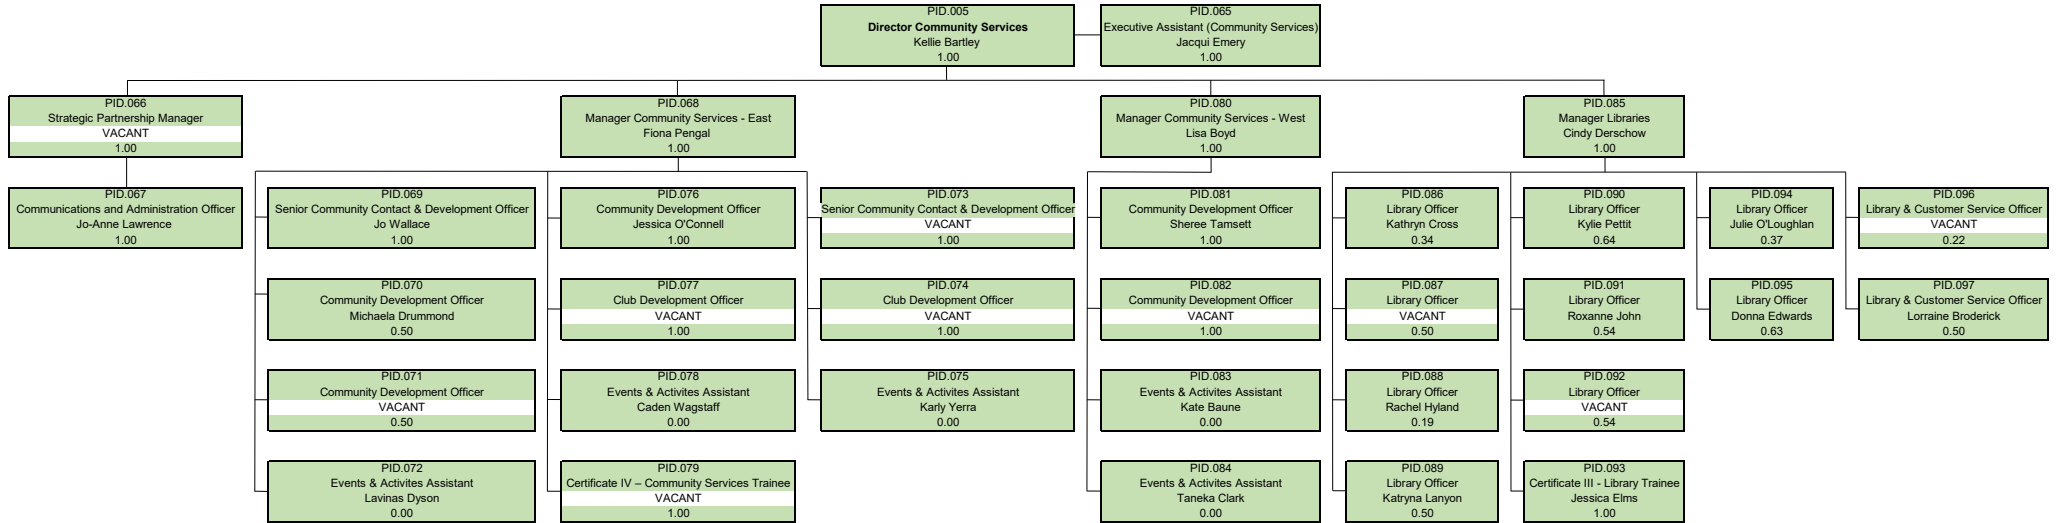 PID.005
Director Community Services
Kellie Bartley
1.00
PID.065
Executive Assistant (Community Services)
Jacqui Emery
1.00
PID.066
Strategic Partnership Manager
VACANT
1.00
PID.068
Manager Community Services - East
Fiona Pengal
1.00
PID.080
Manager Community Services - West
Lisa Boyd
1.00
PID.085
Manager Libraries
Cindy Derschow
1.00
PID.067
Communications and Administration Officer
Jo-Anne Lawrence
1.00
PID.069
Senior Community Contact & Development Officer
Jo Wallace
1.00
PID.076
Community Development Officer
Jessica O'Connell
1.00
PID.073
Senior Community Contact & Development Officer
VACANT
1.00
PID.081
Community Development Officer
Sheree Tamsett
1.00
PID.086
Library Officer
Kathryn Cross
0.34
PID.090
Library Officer
Kylie Pettit
0.64
PID.094
Library Officer
Julie O'Loughlan
0.37
PID.096
Library & Customer Service Officer
VACANT
0.22
PID.070
Community Development Officer
Michaela Drummond
0.50
PID.077
Club Development Officer
VACANT
1.00
PID.074
Club Development Officer
VACANT
1.00
PID.082
Community Development Officer
VACANT
1.00
PID.087
Library Officer
VACANT
0.50
PID.091
Library Officer
Roxanne John
0.54
PID.095
Library Officer
Donna Edwards
0.63
PID.097
Library & Customer Service Officer
Lorraine Broderick
0.50
PID.071
Community Development Officer
VACANT
0.50
PID.078
Events & Activites Assistant
Caden Wagstaff
0.00
PID.075
Events & Activites Assistant
Karly Yerra
0.00
PID.083
Events & Activites Assistant
Kate Baune
0.00
PID.088
Library Officer
Rachel Hyland
0.19
PID.092
Library Officer
VACANT
0.54
PID.072
Events & Activites Assistant
Lavinas Dyson
0.00
PID.079
Certificate IV – Community Services Trainee
VACANT
1.00
PID.084
Events & Activites Assistant
Taneka Clark
0.00
PID.089
Library Officer
Katryna Lanyon
0.50
PID.093
Certificate III - Library Trainee
Jessica Elms
1.00